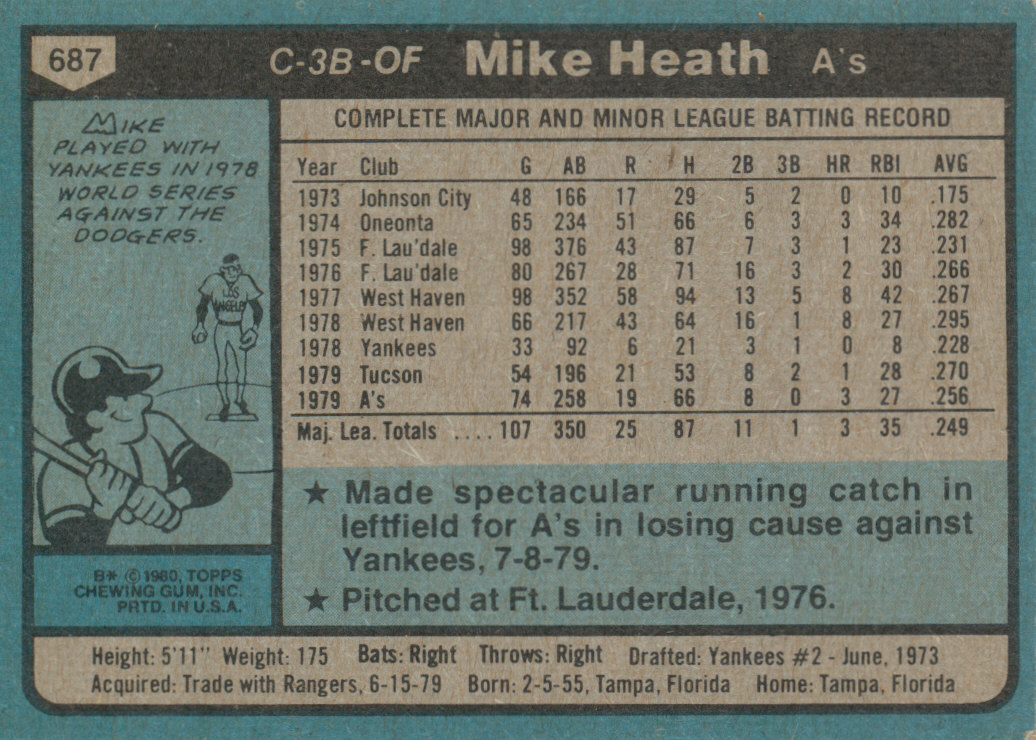 687
C-3B-OF Mike Heath A's
MIKE
PLAYED WITH
YANKEES IN 1978
WORLD SERIES
AGAINST THE
DODGERS.
LOS
ANGELES
B* © 1980, TOPPS
CHEWING GUM, INC.
PRTD. IN U.S.A.
COMPLETE MAJOR AND MINOR LEAGUE BATTING RECORD
Year Club G AB R H 2B 3B HR RBI AVG
1973 Johnson City 48 166 17 29 5 2 0 10 .175
1974 Oneonta 65 234 51 66 6 3 3 34 .282
1975 F. Lau'dale 98 376 43 87 7 3 1 23 .231
1976 F. Lau'dale 80 267 28 71 16 3 2 30 .266
1977 West Haven 98 352 58 94 13 5 8 42 .267
1978 West Haven 66 217 43 64 16 1 8 27 .295
1978 Yankees 33 92 6 21 3 1 0 8 .228
1979 Tucson 54 196 21 53 8 2 1 28 .270
1979 A's 74 258 19 66 8 0 3 27 .256
Maj. Lea. Totals .... 107 350 25 87 11 1 3 35 .249
★ Made spectacular running catch in
leftfield for A's in losing cause against
Yankees, 7-8-79.
★ Pitched at Ft. Lauderdale, 1976.
Height: 5'11" Weight: 175 Bats: Right Throws: Right Drafted: Yankees #2 - June, 1973
Acquired: Trade with Rangers, 6-15-79 Born: 2-5-55, Tampa, Florida Home: Tampa, Florida